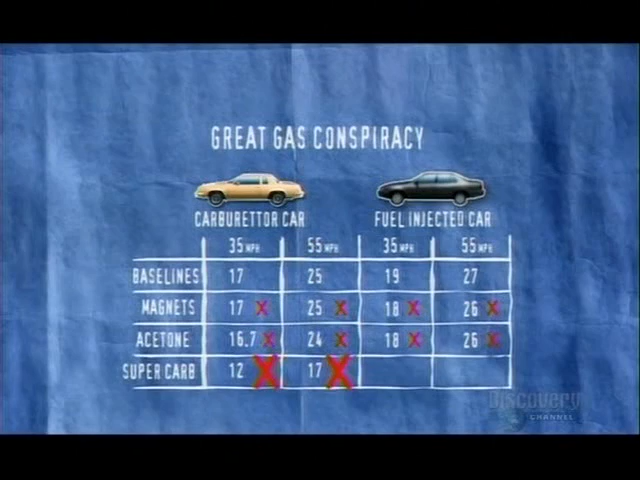 GREAT GAS CONSPIRACY
CARBURETTOR CAR FUEL INJECTED CAR
35 MPH 55 MPH 35 MPH 55 MPH
BASELINES 17 25 19 27
MAGNETS 17 X 25 X 18 X 26 X
ACETONE 16.7 X 24 X 18 X 26 X
SUPER CARB 12 X 17 X
Discovery
CHANNEL